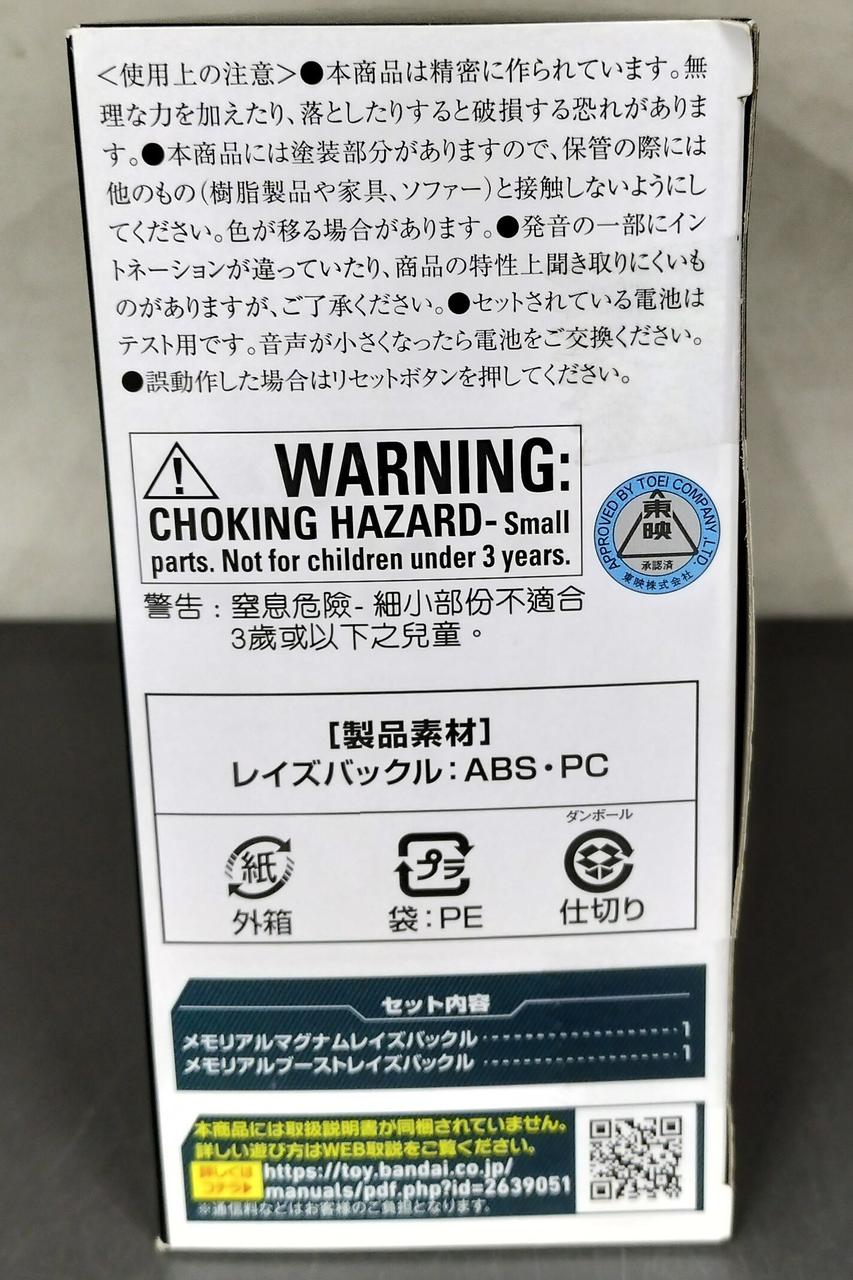 ＜使用上の注意＞●本商品は精密に作られています。無
理な力を加えたり、落としたりすると破損する恐れがありま
す。●本商品には塗装部分がありますので、保管の際には
他のもの（樹脂製品や家具、ソファー）と接触しないようにし
てください。色が移る場合があります。●発音の一部にイン
トネーションが違っていたり、商品の特性上聞き取りにくいも
のがありますが、ご了承ください。●セットされている電池は
テスト用です。音声が小さくなったら電池をご交換ください。
●誤動作した場合はリセットボタンを押してください。
WARNING:
CHOKING HAZARD- Small
parts. Not for children under 3 years.
APPROVED BY TOEI COMPANY, LTD.
東映
承認済
東映株式会社
警告：窒息危險- 細小部份不適合
3歲或以下之兒童。
[製品素材]
レイズバックル：ABS・PC
紙
外箱
プラ
袋：PE
ダンボール
仕切り
セット内容
メモリアルマグナムレイズバックル 1
メモリアルブーストレイズバックル 1
本商品には取扱説明書が同梱されていません。
詳しい遊び方はWEB取説をご覧ください。
詳しくは
コチラ▶
https://toy.bandai.co.jp/
manuals/pdf.php?id=2639051
※通信料などはお客様のご負担となります。